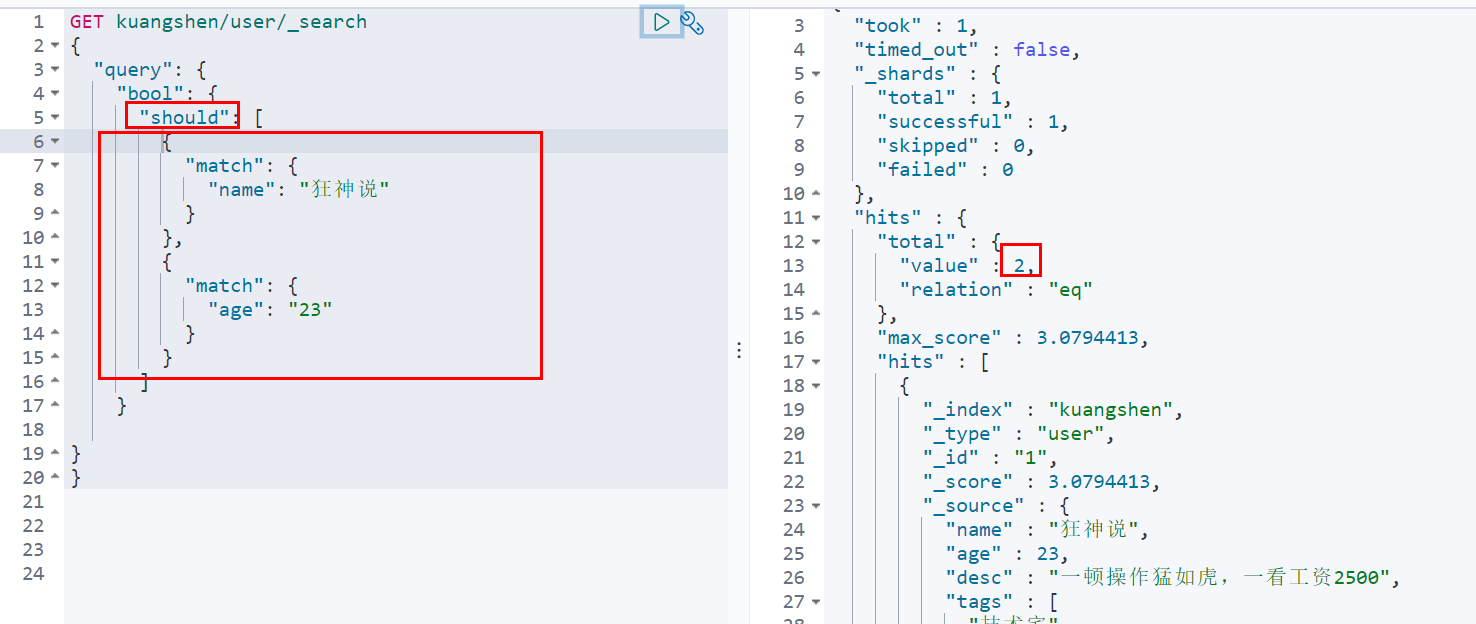 1 GET kuangshen/user/_search
2 {
3 "query": {
4 "bool": {
5 "should": [
6 {
7 "match": {
8 "name": "狂神说"
9 }
10 },
11 {
12 "match": {
13 "age": "23"
14 }
15 }
16 ]
17 }
18
19 }
20 }
21
22
23
24
3 "took" : 1,
4 "timed_out" : false,
5 "_shards" : {
6 "total" : 1,
7 "successful" : 1,
8 "skipped" : 0,
9 "failed" : 0
10 },
11 "hits" : {
12 "total" : {
13 "value" : 2,
14 "relation" : "eq"
15 },
16 "max_score" : 3.0794413,
17 "hits" : [
18 {
19 "_index" : "kuangshen",
20 "_type" : "user",
21 "_id" : "1",
22 "_score" : 3.0794413,
23 "_source" : {
24 "name" : "狂神说",
25 "age" : 23,
26 "desc" : "一顿操作猛如虎，一看工资2500",
27 "tags" : [
28 "技术宅"